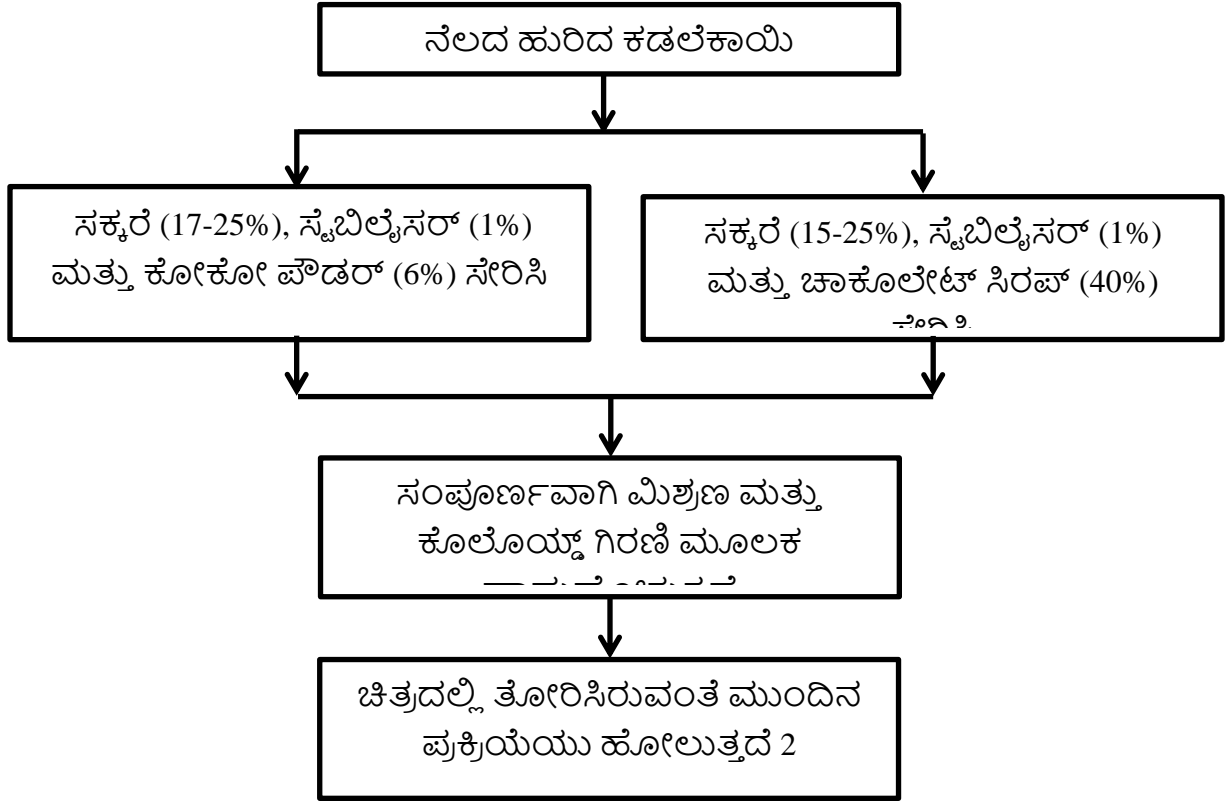 ನೆಲದ ಹುರಿದ ಕಡಲೆಕಾಯಿ
ಸಕ್ಕರೆ (17-25%), ಸ್ಟೆಬಿಲೈಸರ್ (1%)
ಮತ್ತು ಕೋಕೋ ಪೌಡರ್ (6%) ಸೇರಿಸಿ
ಸಕ್ಕರೆ (15-25%), ಸ್ಟೆಬಿಲೈಸರ್ (1%)
ಮತ್ತು ಚಾಕೊಲೇಟ್ ಸಿರಪ್ (40%)
ಸೇರಿಸಿ
ಸಂಪೂರ್ಣವಾಗಿ ಮಿಶ್ರಣ ಮತ್ತು
ಕೊಲೊಯ್ಡ್ ಗಿರಣಿ ಮೂಲಕ
ಚಿತ್ರದಲ್ಲಿ ತೋರಿಸಿರುವಂತೆ ಮುಂದಿನ
ಪ್ರಕ್ರಿಯೆಯು ಹೋಲುತ್ತದೆ 2